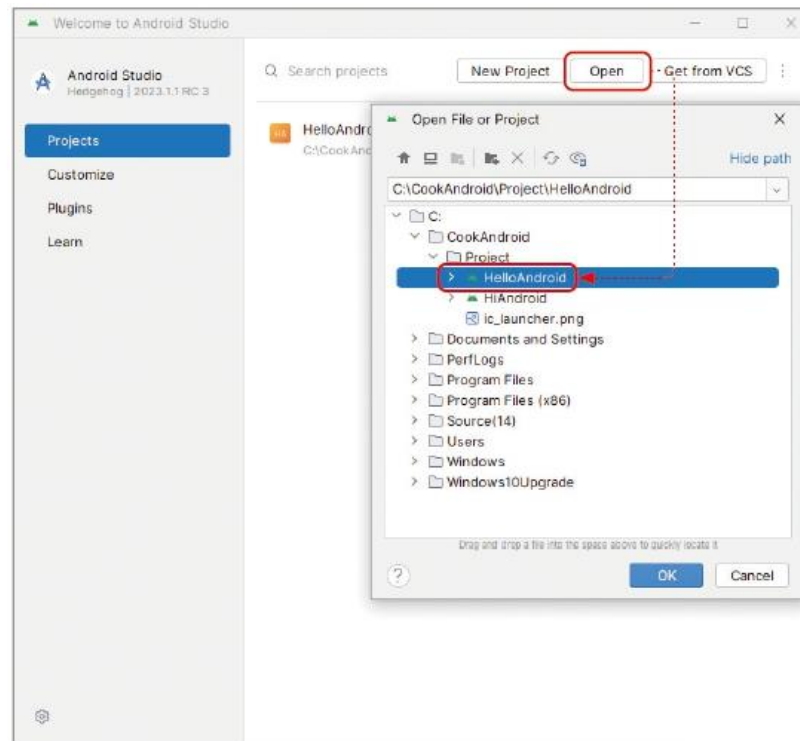 Welcome to Android Studio
Android Studio
Hedgehog | 2023.1.1 RC 3
Search projects
New Project
Open
Get from VCS
Projects
Customize
Plugins
Learn
HelloAndro
C:\CookAnd
Open File or Project
Hide path
C:\CookAndroid\Project\HelloAndroid
C:
CookAndroid
Project
HelloAndroid
HiAndroid
ic_launcher.png
Documents and Settings
PerfLogs
Program Files
Program Files (x86)
Source(14)
Users
Windows
Windows10Upgrade
Drag and drop a file into the space above to quickly locate it
?
OK
Cancel